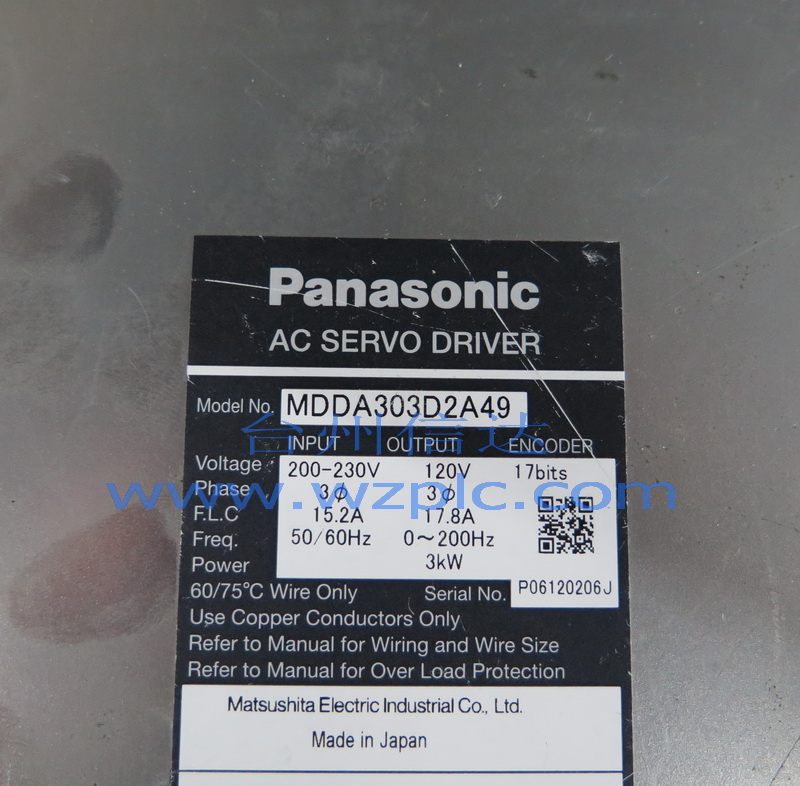 Panasonic
AC SERVO DRIVER
Model No. MDDA303D2A49
台州信达
INPUT OUTPUT ENCODER
Voltage 200-230V 120V 17bits
www.wzplc.com
Phase 3ϕ 3ϕ
F.L.C 15.2A 17.8A
Freq. 50/60Hz 0～200Hz
Power 3kW
60/75°C Wire Only Serial No. P06120206J
Use Copper Conductors Only
Refer to Manual for Wiring and Wire Size
Refer to Manual for Over Load Protection
Matsushita Electric Industrial Co., Ltd.
Made in Japan